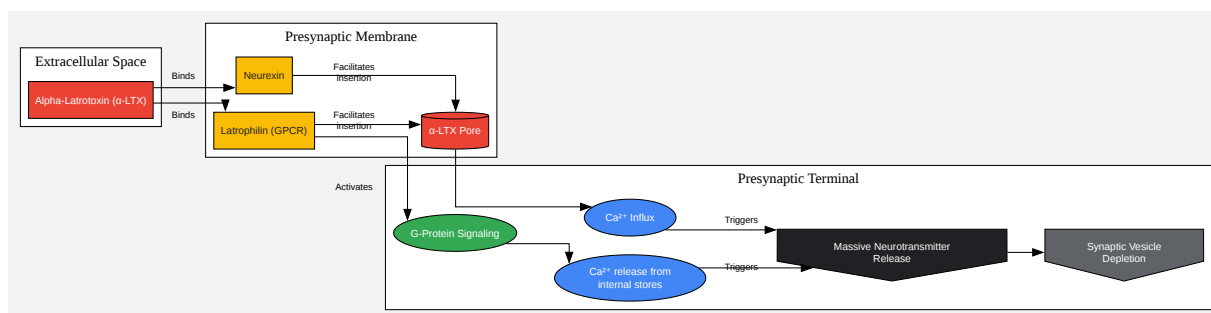 Presynaptic Membrane
Extracellular Space
Alpha-Latrotoxin (α-LTX)
Binds
Binds
Neurexin
Facilitates
insertion
Latrophilin (GPCR)
Facilitates
insertion
α-LTX Pore
Presynaptic Terminal
Activates
G-Protein Signaling
Ca²⁺ Influx
Triggers
Ca²⁺ release from
internal stores
Triggers
Massive Neurotransmitter
Release
Synaptic Vesicle
Depletion